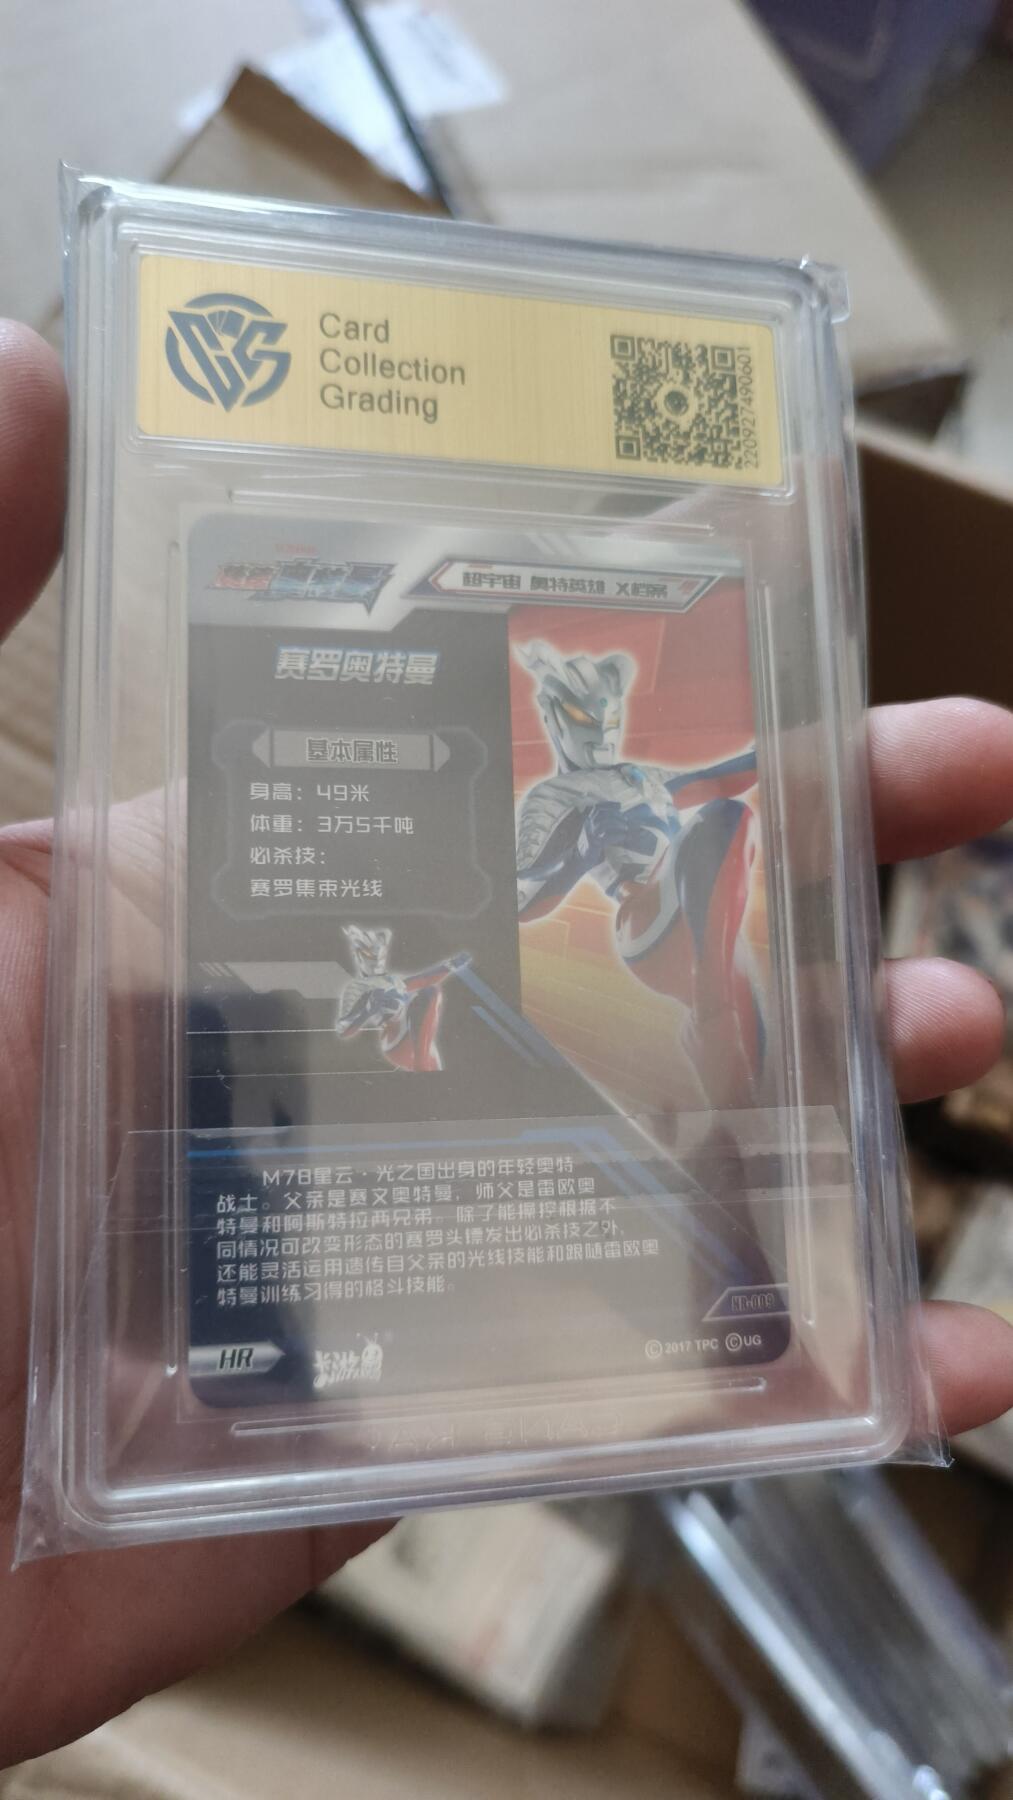 Card
Collection
Grading
220927490601
超宇宙 奥特英雄 X档案
赛罗奥特曼
基本属性
身高：49米
体重：3万5千吨
必杀技：
赛罗集束光线
M78星云·光之国出身的年轻奥特
战士。父亲是赛文奥特曼，师父是雷欧奥
特曼和阿斯特拉两兄弟。除了能操控根据不
同情况可改变形态的赛罗头镖发出必杀技之外，
还能灵活运用遗传自父亲的光线技能和跟随雷欧奥
特曼训练习得的格斗技能。
HR-009
HR
卡游
©2017 TPC ©UG